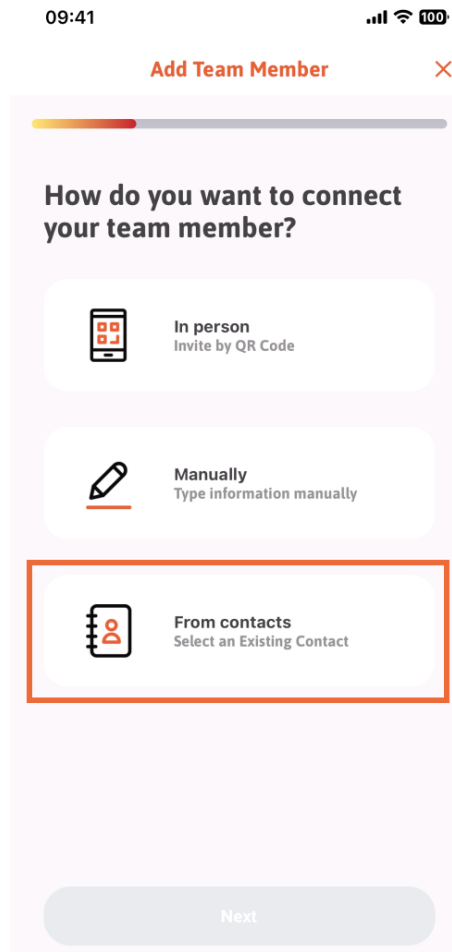 09:41
100
Add Team Member
How do you want to connect
your team member?
In person
Invite by QR Code
Manually
Type information manually
From contacts
Select an Existing Contact
Next